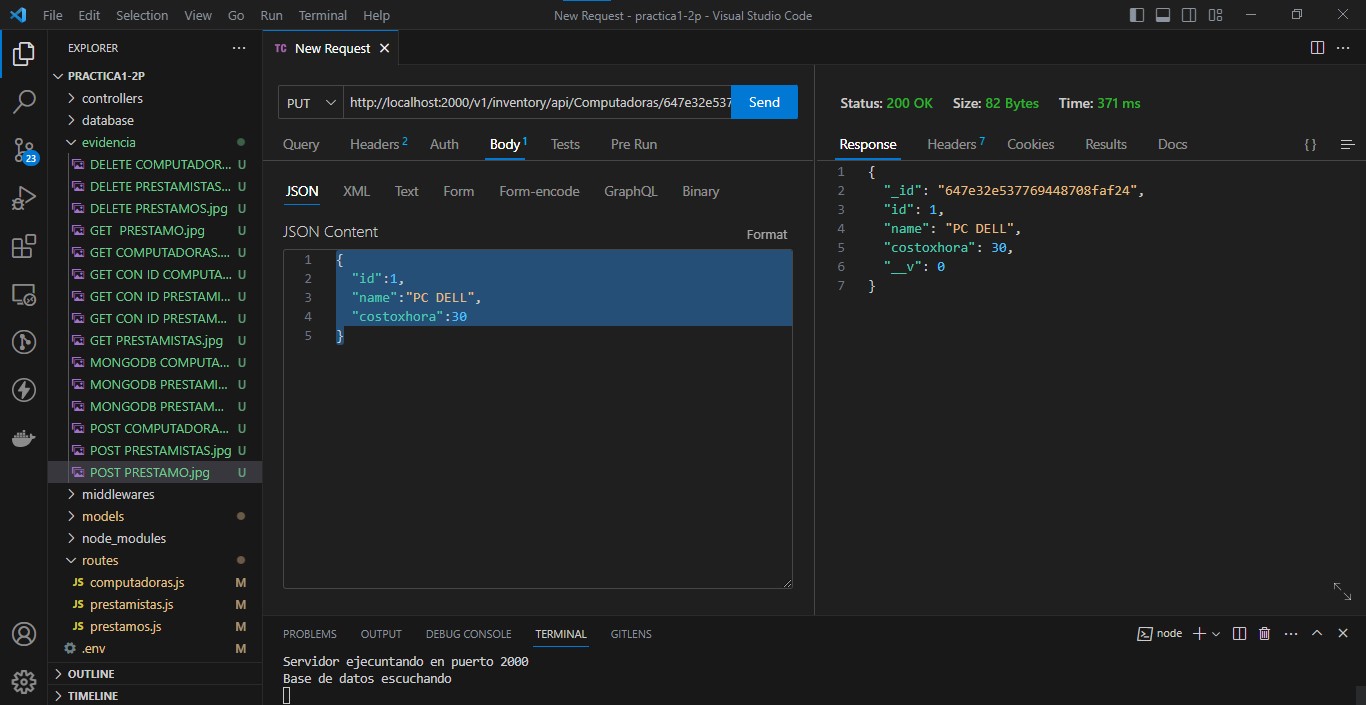 File Edit Selection View Go Run Terminal Help
New Request - practica1-2p - Visual Studio Code
EXPLORER
PRACTICA1-2P
controllers
database
evidencia
DELETE COMPUTADOR... U
DELETE PRESTAMISTAS... U
DELETE PRESTAMOS.jpg U
GET  PRESTAMO.jpg U
GET COMPUTADORAS.... U
GET CON ID COMPUTA... U
GET CON ID PRESTAMI... U
GET CON ID PRESTAM... U
GET PRESTAMISTAS.jpg U
MONGODB COMPUTA... U
MONGODB PRESTAMI... U
MONGODB PRESTAM... U
POST COMPUTADORA... U
POST PRESTAMISTAS.jpg U
POST PRESTAMO.jpg U
middlewares
models
node_modules
routes
JS computadoras.js M
JS prestamistas.js M
JS prestamos.js M
.env M
OUTLINE
TIMELINE
23
TC New Request
PUT http://localhost:2000/v1/inventory/api/Computadoras/647e32e537 Send
Query Headers 2 Auth Body 1 Tests Pre Run
JSON XML Text Form Form-encode GraphQL Binary
JSON Content Format
1 {
2 "id":1,
3 "name":"PC DELL",
4 "costoxhora":30
5 }
Status: 200 OK Size: 82 Bytes Time: 371 ms
Response Headers 7 Cookies Results Docs { }
1 {
2 "_id": "647e32e537769448708faf24",
3 "id": 1,
4 "name": "PC DELL",
5 "costoxhora": 30,
6 "__v": 0
7 }
PROBLEMS OUTPUT DEBUG CONSOLE TERMINAL GITLENS
node
Servidor ejecuntando en puerto 2000
Base de datos escuchando